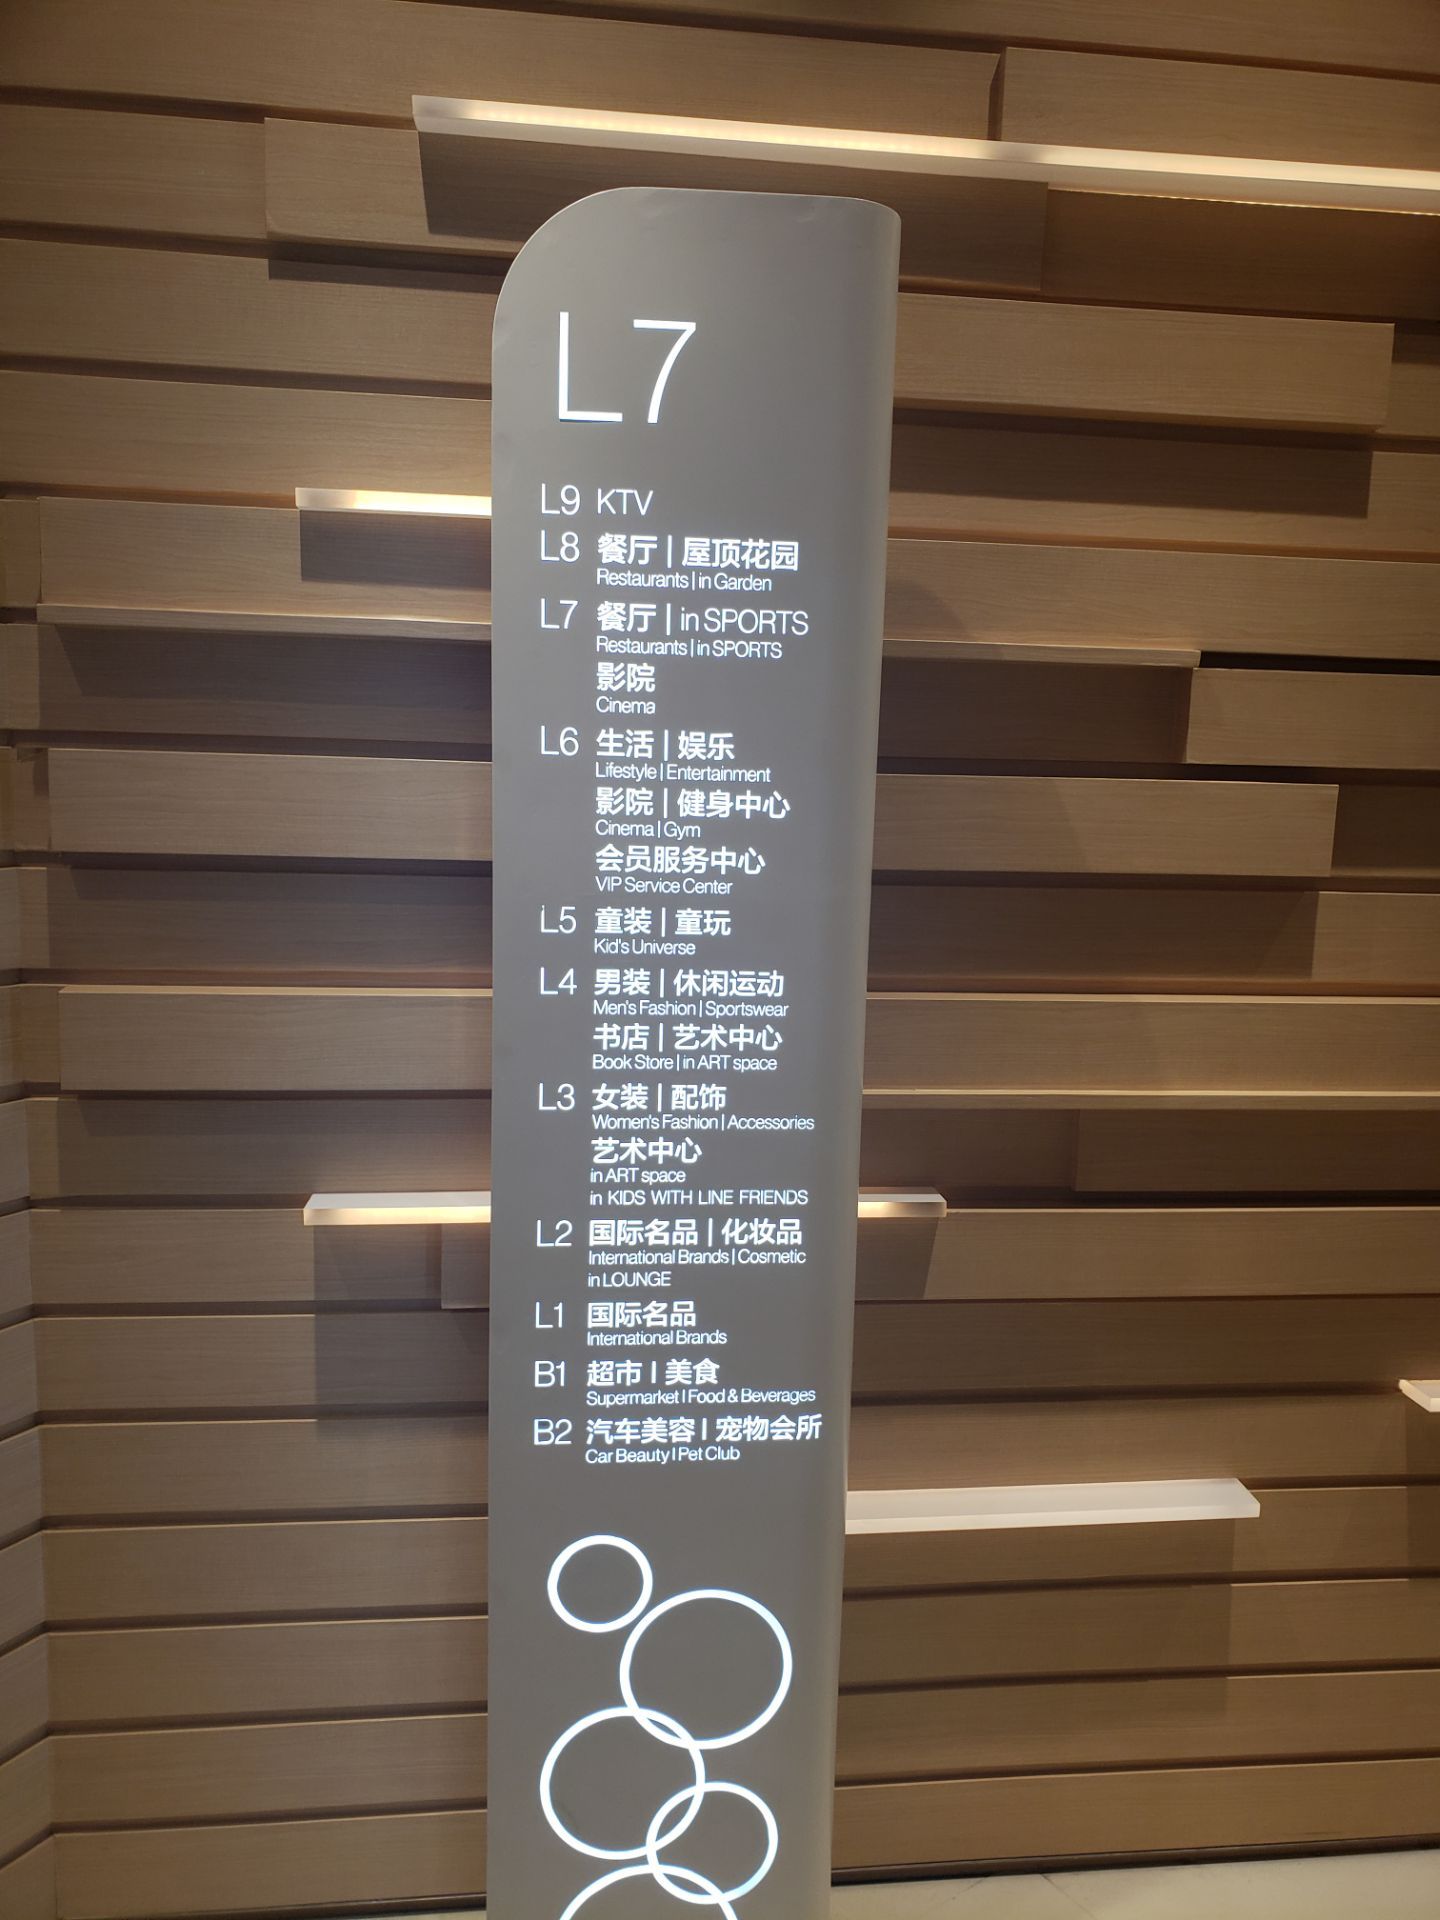 L7
L9 KTV
L8 餐厅 | 屋顶花园
Restaurants | in Garden
L7 餐厅 | in SPORTS
Restaurants | in SPORTS
影院
Cinema
L6 生活 | 娱乐
Lifestyle | Entertainment
影院 | 健身中心
Cinema | Gym
会员服务中心
VIP Service Center
L5 童装 | 童玩
Kid's Universe
L4 男装 | 休闲运动
Men's Fashion | Sportswear
书店 | 艺术中心
Book Store | in ART space
L3 女装 | 配饰
Women's Fashion | Accessories
艺术中心
in ART space
in KIDS WITH LINE FRIENDS
L2 国际名品 | 化妆品
International Brands | Cosmetic
in LOUNGE
L1 国际名品
International Brands
B1 超市 I 美食
Supermarket I Food & Beverages
B2 汽车美容 I 宠物会所
Car Beauty I Pet Club